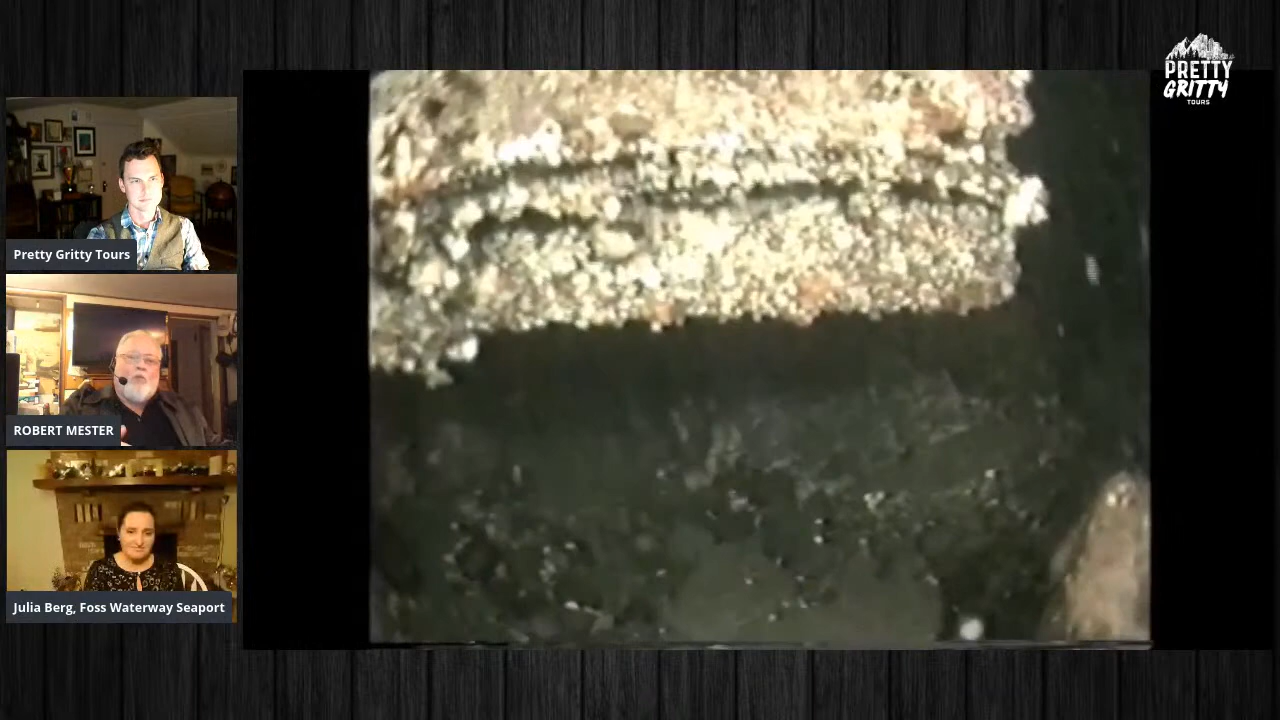 PRETTY
GRITTY
TOURS
Pretty Gritty Tours
ROBERT MESTER
Julia Berg, Foss Waterway Seaport